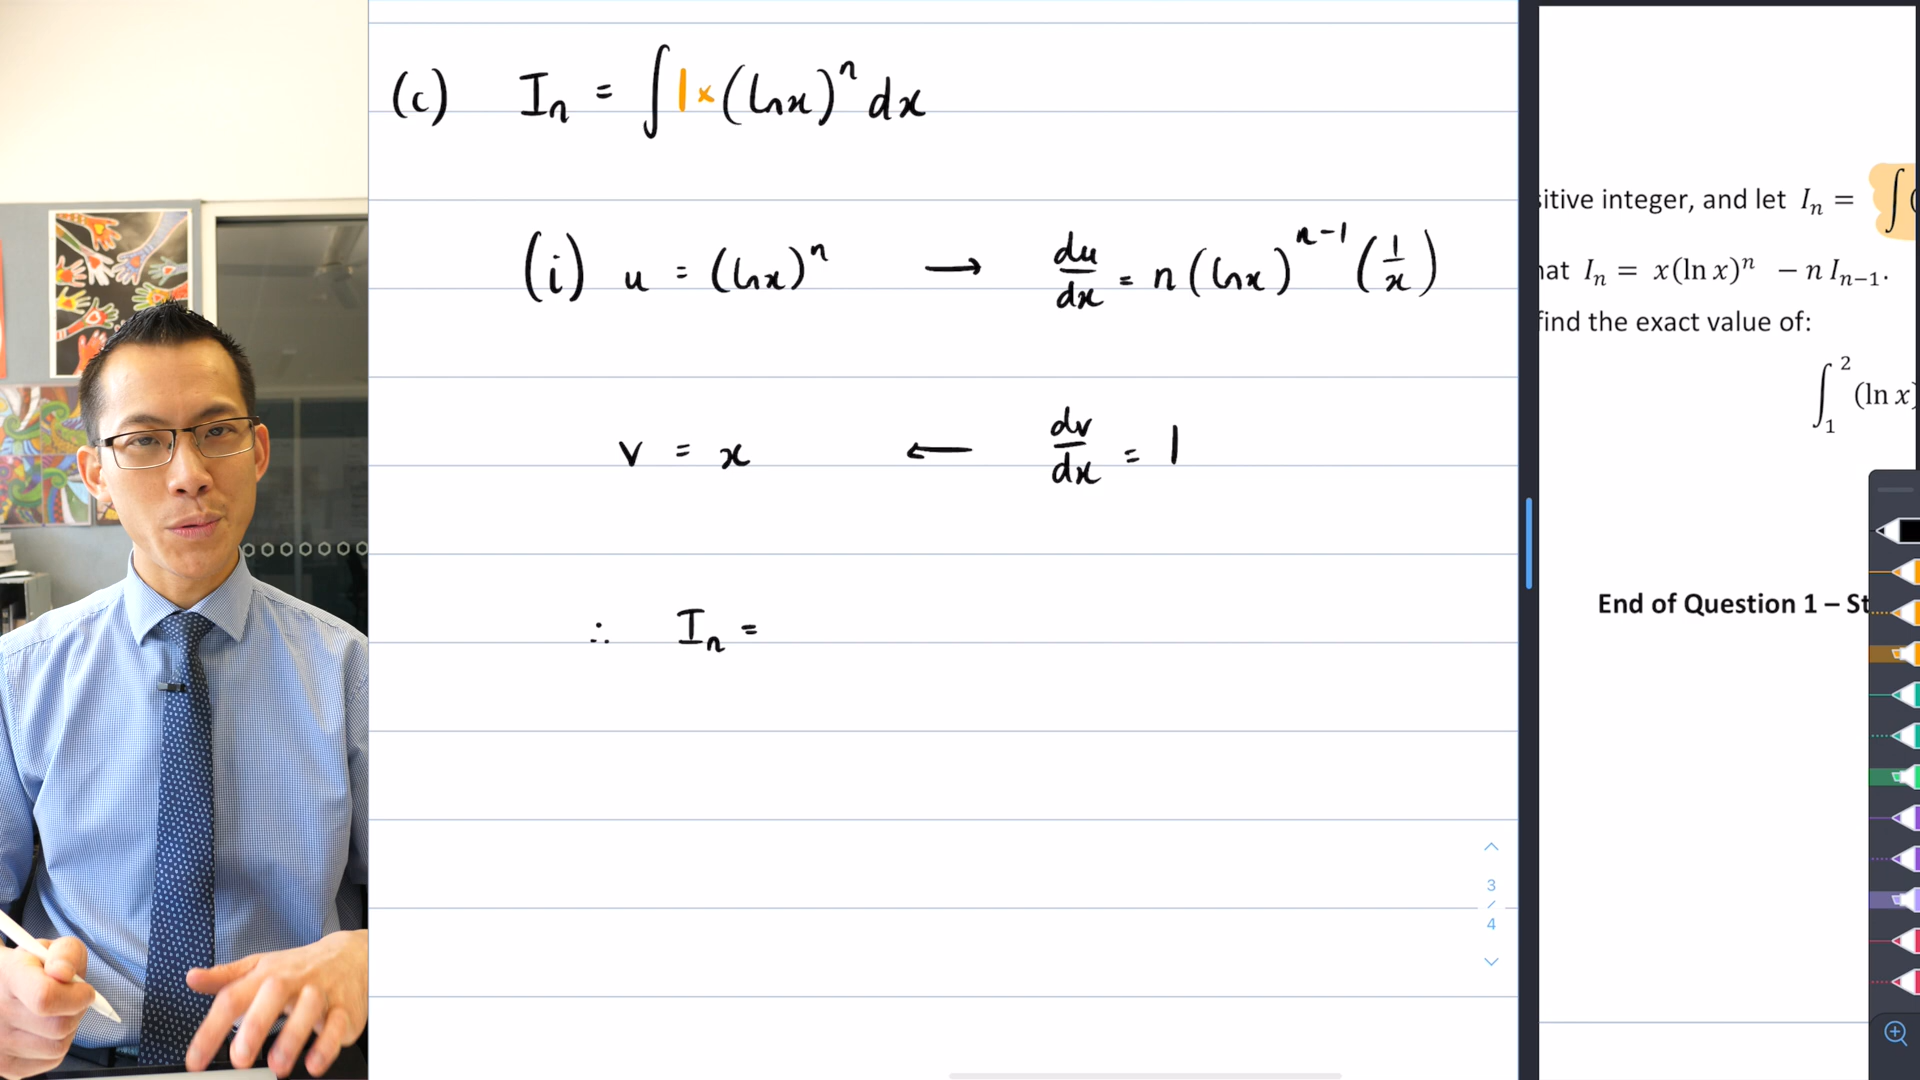 (c) Iₙ = ∫ 1×(ln x)ⁿ dx
(i) u = (ln x)ⁿ → du/dx = n(ln x)ⁿ⁻¹ (1/x)
v = x ← dv/dx = 1
∴ Iₙ =
3
/
4
sitive integer, and let Iₙ = ∫(
hat Iₙ = x(ln x)ⁿ − n Iₙ₋₁.
find the exact value of:
∫₁² (ln x)
End of Question 1 – St